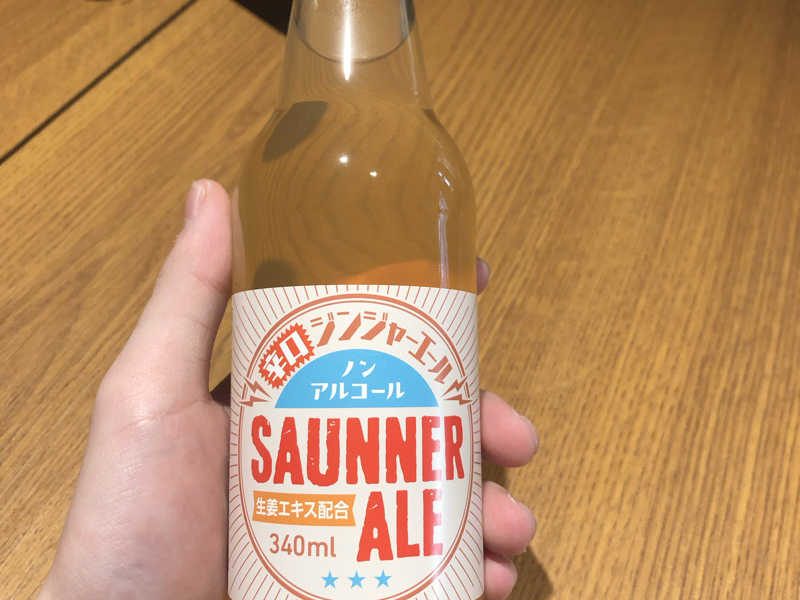 辛口
ジンジャーエール
ノン
アルコール
SAUNNER
生姜エキス配合
ALE
340ml